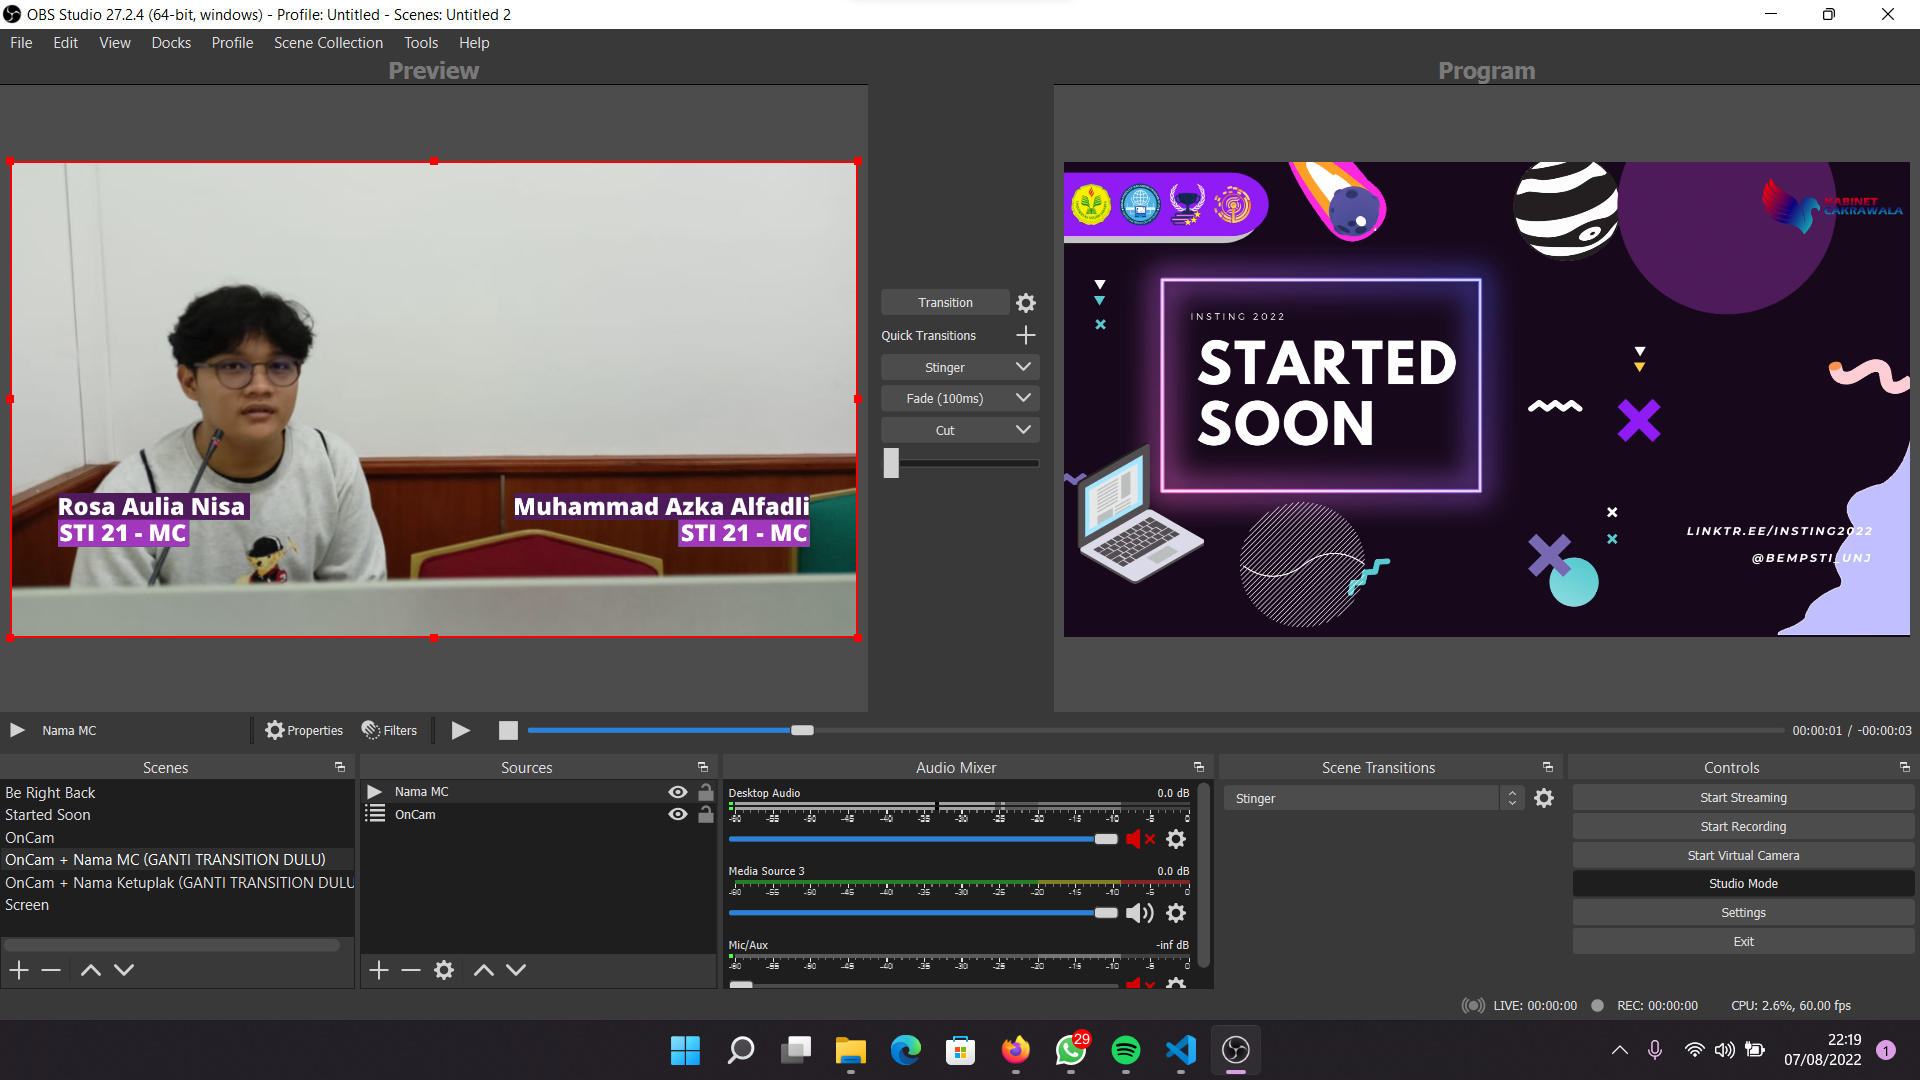 OBS Studio 27.2.4 (64-bit, windows) - Profile: Untitled - Scenes: Untitled 2
File Edit View Docks Profile Scene Collection Tools Help
Preview
Program
Rosa Aulia Nisa
STI 21 - MC
Muhammad Azka Alfadli
STI 21 - MC
Transition
Quick Transitions
Stinger
Fade (100ms)
Cut
KABINET
CAKRAWALA
INSTING 2022
STARTED
SOON
LINKTR.EE/INSTING2022
@BEMPSTI_UNJ
Nama MC
Properties
Filters
00:00:01 / -00:00:03
Scenes
Be Right Back
Started Soon
OnCam
OnCam + Nama MC (GANTI TRANSITION DULU)
OnCam + Nama Ketuplak (GANTI TRANSITION DULU
Screen
Sources
Nama MC
OnCam
Audio Mixer
Desktop Audio 0.0 dB
-60 -55 -50 -45 -40 -35 -30 -25 -20 -15 -10 -5 0
Media Source 3 0.0 dB
-60 -55 -50 -45 -40 -35 -30 -25 -20 -15 -10 -5 0
Mic/Aux -inf dB
-60 -55 -50 -45 -40 -35 -30 -25 -20 -15 -10 -5 0
Scene Transitions
Stinger
Controls
Start Streaming
Start Recording
Start Virtual Camera
Studio Mode
Settings
Exit
LIVE: 00:00:00
REC: 00:00:00
CPU: 2.6%, 60.00 fps
29
22:19
07/08/2022
1